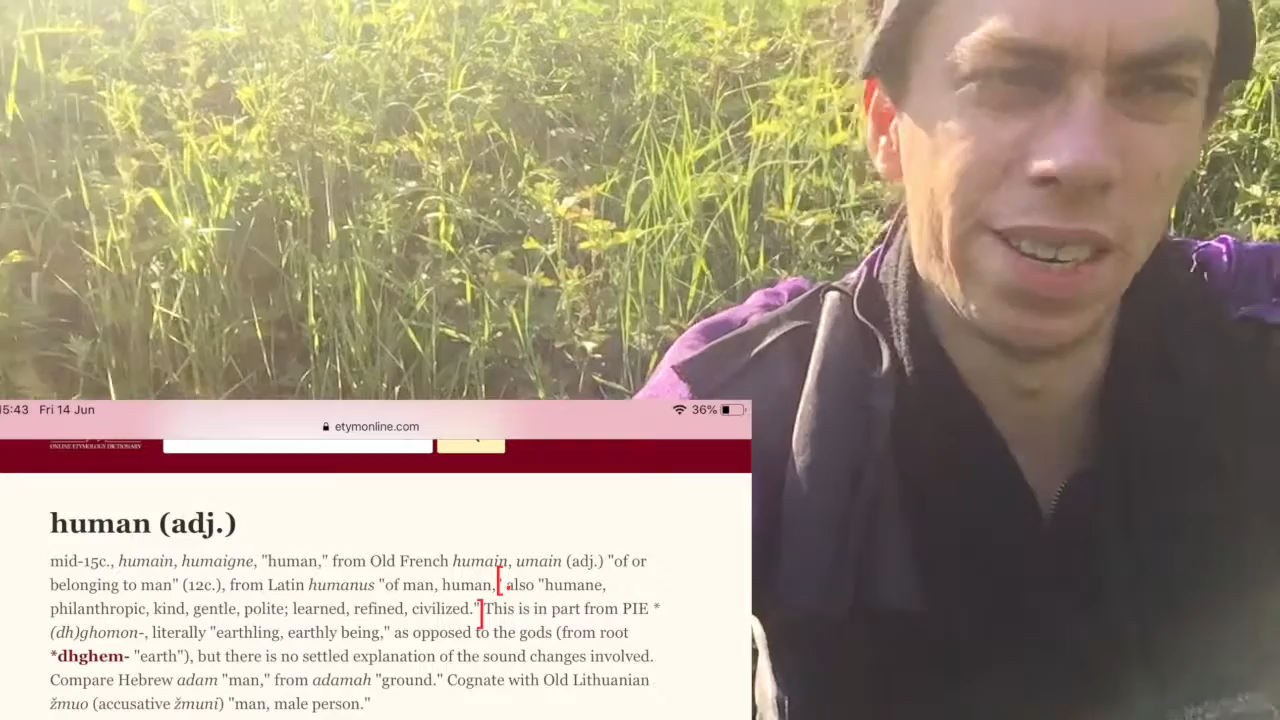 15:43 Fri 14 Jun 36%
etymonline.com
ONLINE ETYMOLOGY DICTIONARY
human (adj.)
mid-15c., humain, humaigne, "human," from Old French humain, umain (adj.) "of or
belonging to man" (12c.), from Latin humanus "of man, human," also "humane,
philanthropic, kind, gentle, polite; learned, refined, civilized." This is in part from PIE *
(dh)ghomon-, literally "earthling, earthly being," as opposed to the gods (from root
*dhghem- "earth"), but there is no settled explanation of the sound changes involved.
Compare Hebrew adam "man," from adamah "ground." Cognate with Old Lithuanian
žmuo (accusative žmuni) "man, male person."